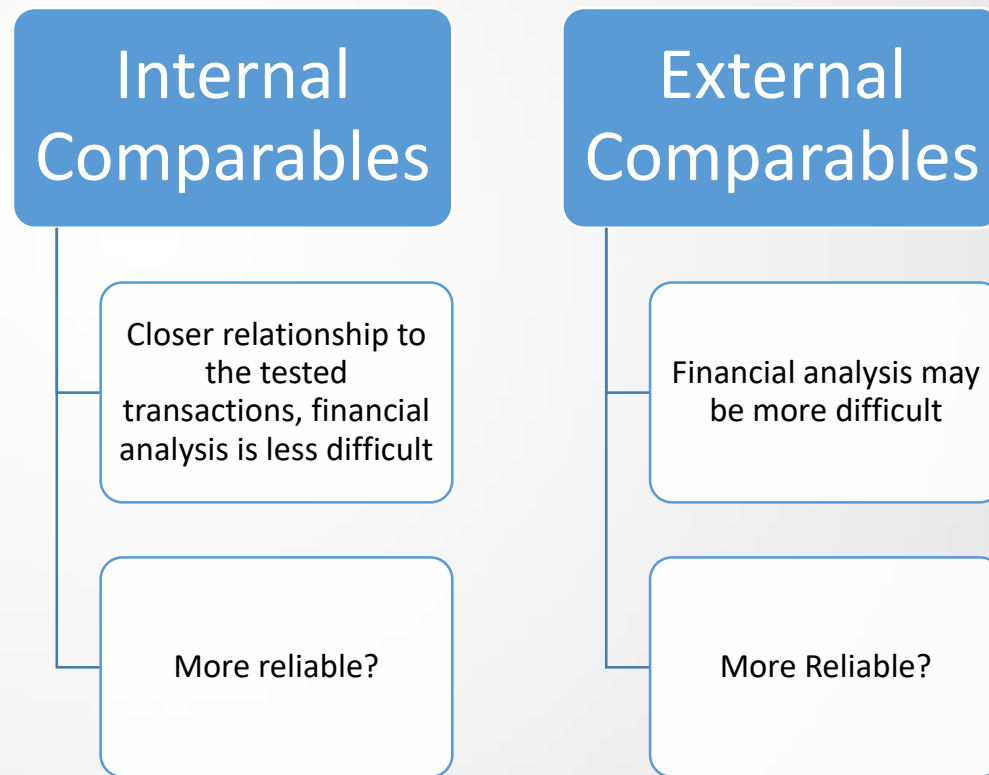 Internal
Comparables
Closer relationship to
the tested
transactions, financial
analysis is less difficult
More reliable?
External
Comparables
Financial analysis may
be more difficult
More Reliable?